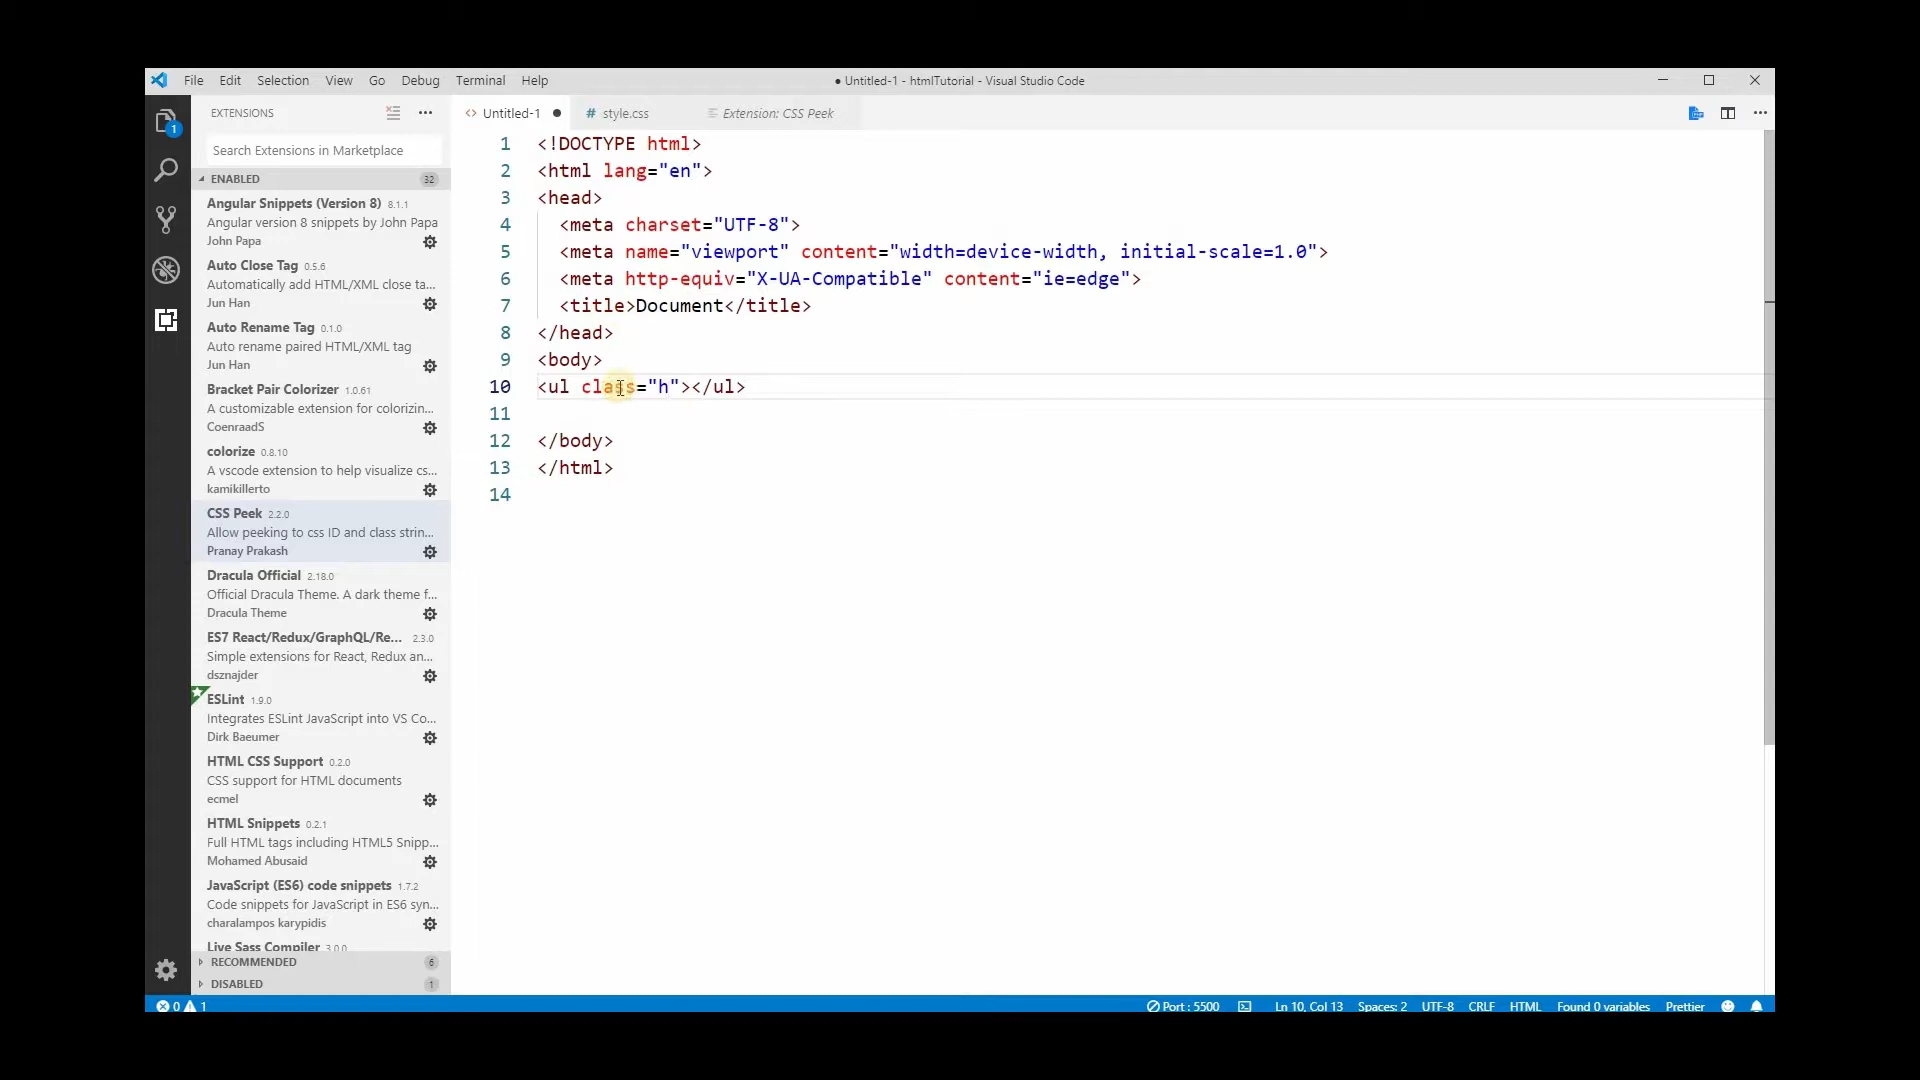 File Edit Selection View Go Debug Terminal Help
● Untitled-1 - htmlTutorial - Visual Studio Code
EXTENSIONS
Search Extensions in Marketplace
ENABLED 32
Angular Snippets (Version 8) 8.1.1
Angular version 8 snippets by John Papa
John Papa
Auto Close Tag 0.5.6
Automatically add HTML/XML close ta...
Jun Han
Auto Rename Tag 0.1.0
Auto rename paired HTML/XML tag
Jun Han
Bracket Pair Colorizer 1.0.61
A customizable extension for colorizin...
CoenraadS
colorize 0.8.10
A vscode extension to help visualize cs...
kamikillerto
CSS Peek 2.2.0
Allow peeking to css ID and class strin...
Pranay Prakash
Dracula Official 2.18.0
Official Dracula Theme. A dark theme f...
Dracula Theme
ES7 React/Redux/GraphQL/Re... 2.3.0
Simple extensions for React, Redux an...
dsznajder
ESLint 1.9.0
Integrates ESLint JavaScript into VS Co...
Dirk Baeumer
HTML CSS Support 0.2.0
CSS support for HTML documents
ecmel
HTML Snippets 0.2.1
Full HTML tags including HTML5 Snipp...
Mohamed Abusaid
JavaScript (ES6) code snippets 1.7.2
Code snippets for JavaScript in ES6 syn...
charalampos karypidis
Live Sass Compiler 3.0.0
RECOMMENDED 6
DISABLED 1
1
<> Untitled-1 ● # style.css Extension: CSS Peek
1 <!DOCTYPE html>
2 <html lang="en">
3 <head>
4 <meta charset="UTF-8">
5 <meta name="viewport" content="width=device-width, initial-scale=1.0">
6 <meta http-equiv="X-UA-Compatible" content="ie=edge">
7 <title>Document</title>
8 </head>
9 <body>
10 <ul class="h"></ul>
11
12 </body>
13 </html>
14
0 1 Port : 5500 Ln 10, Col 13 Spaces: 2 UTF-8 CRLF HTML Found 0 variables Prettier